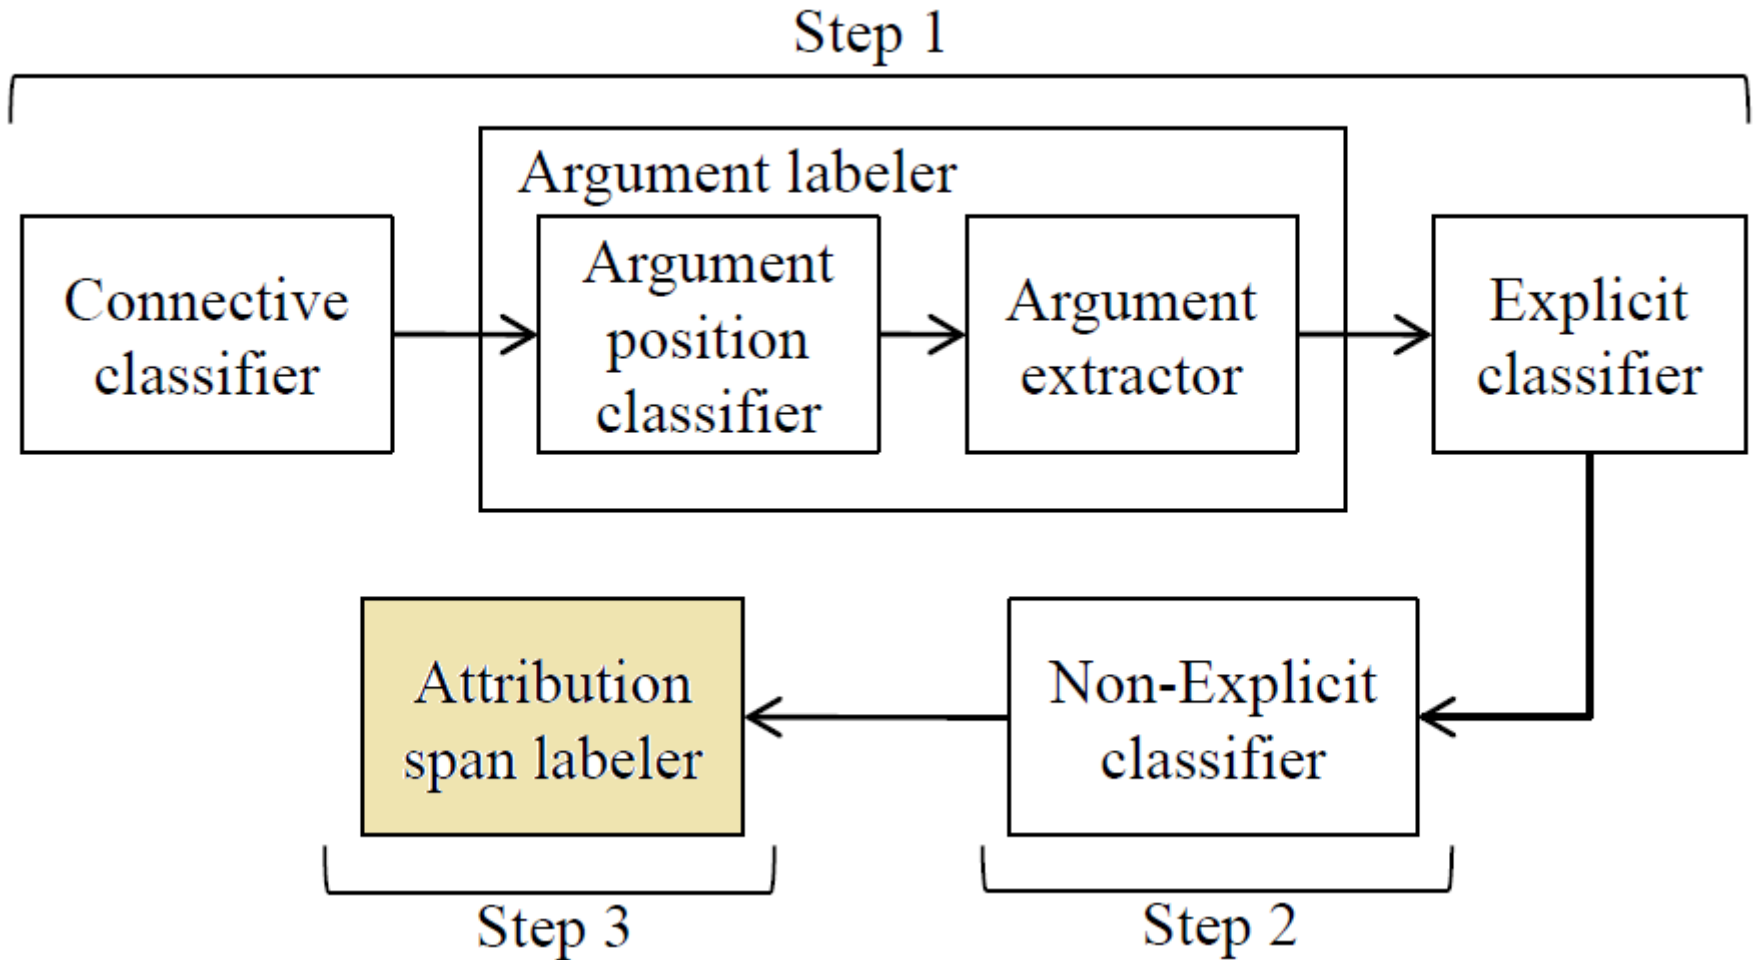 Step 1
Argument labeler
Connective
classifier
Argument
position
classifier
Argument
extractor
Explicit
classifier
Attribution
span labeler
Non-Explicit
classifier
Step 3
Step 2